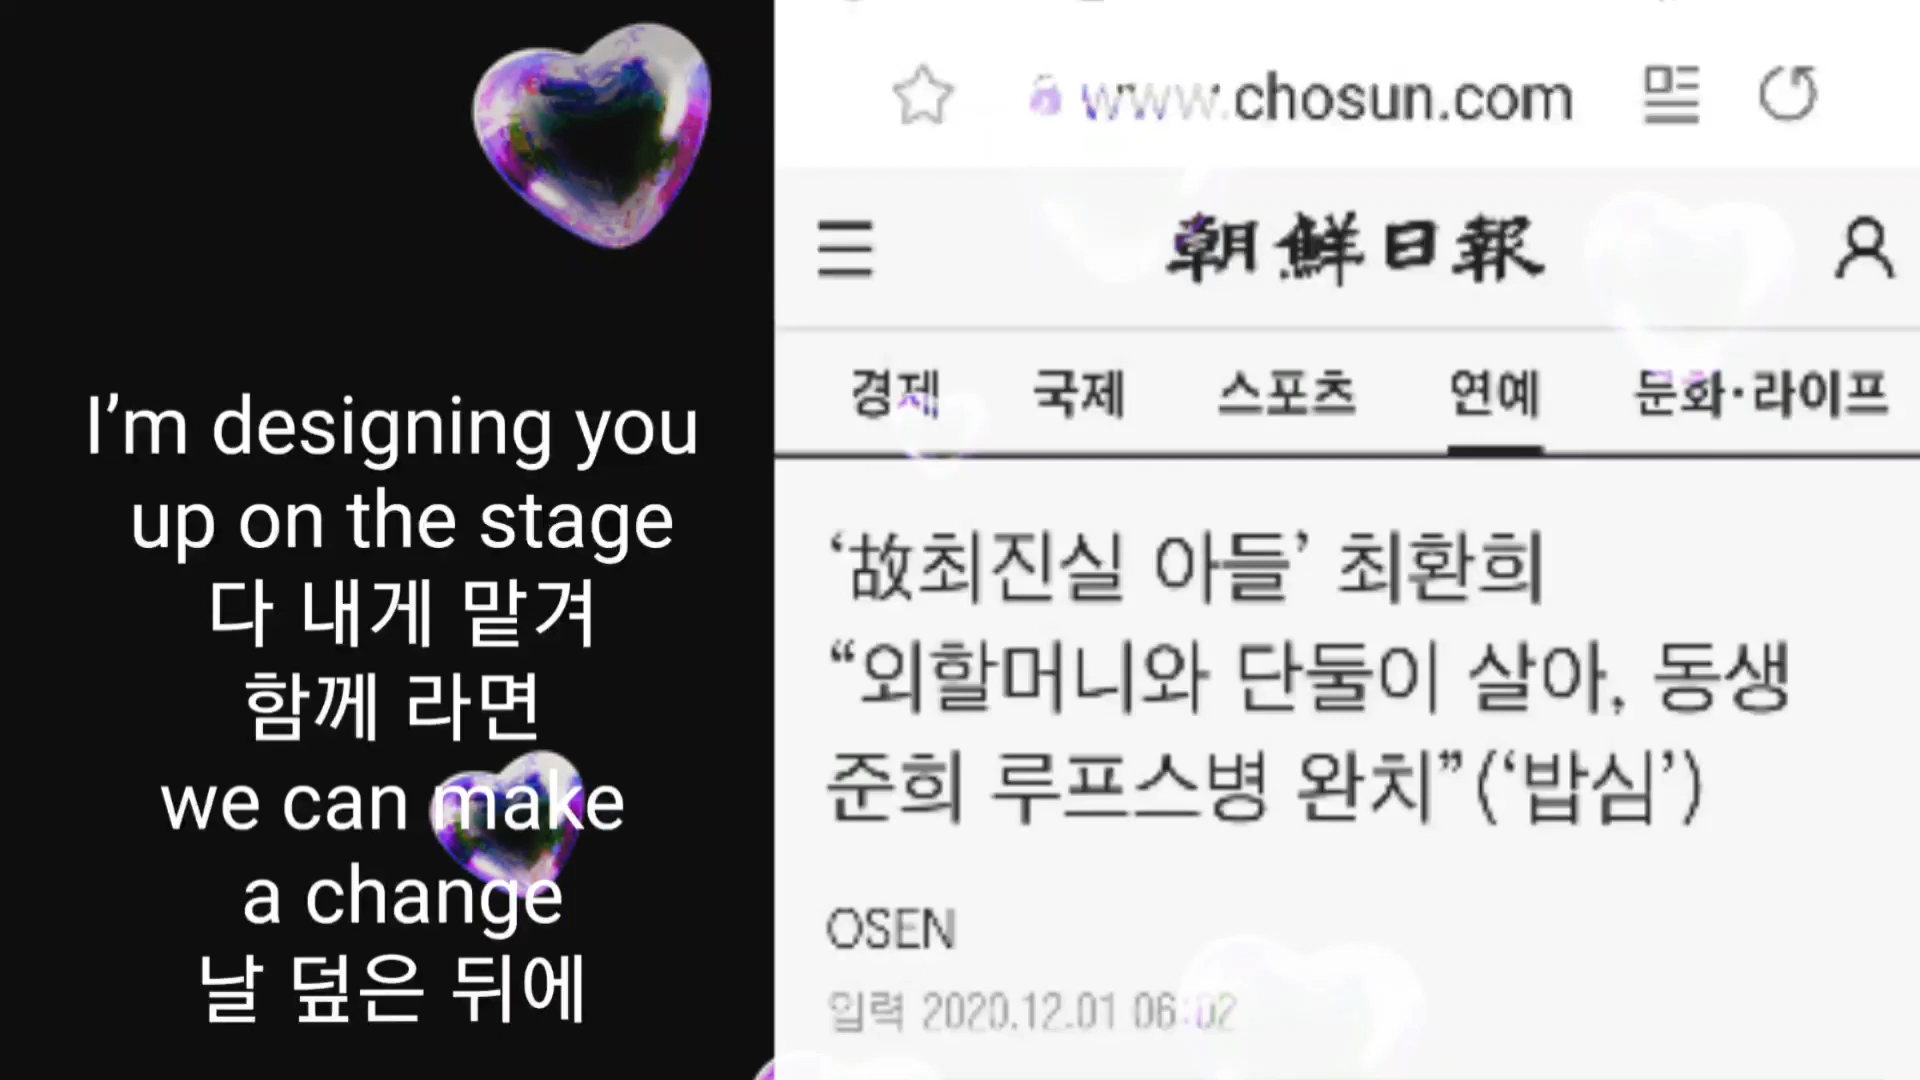 I’m designing you
up on the stage
다 내게 맡겨
함께 라면
we can make
a change
날 덮은 뒤에
www.chosun.com
朝鮮日報
경제 국제 스포츠 연예 문화·라이프
‘故최진실 아들’ 최환희
“외할머니와 단둘이 살아, 동생
준희 루프스병 완치”(‘밥심’)
OSEN
입력 2020.12.01 06:02